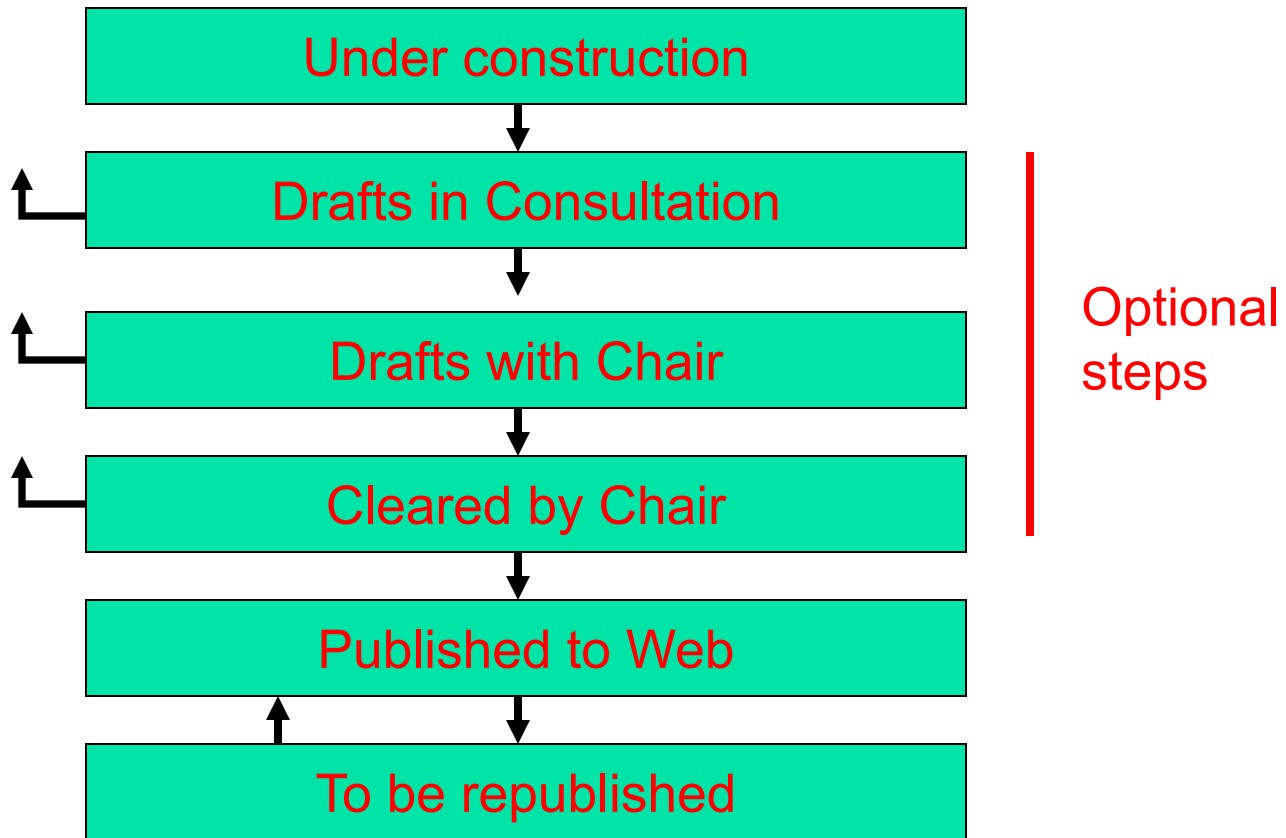 Under construction
Drafts in Consultation
Optional
steps
Drafts with Chair
Cleared by Chair
Published to Web
To be republished